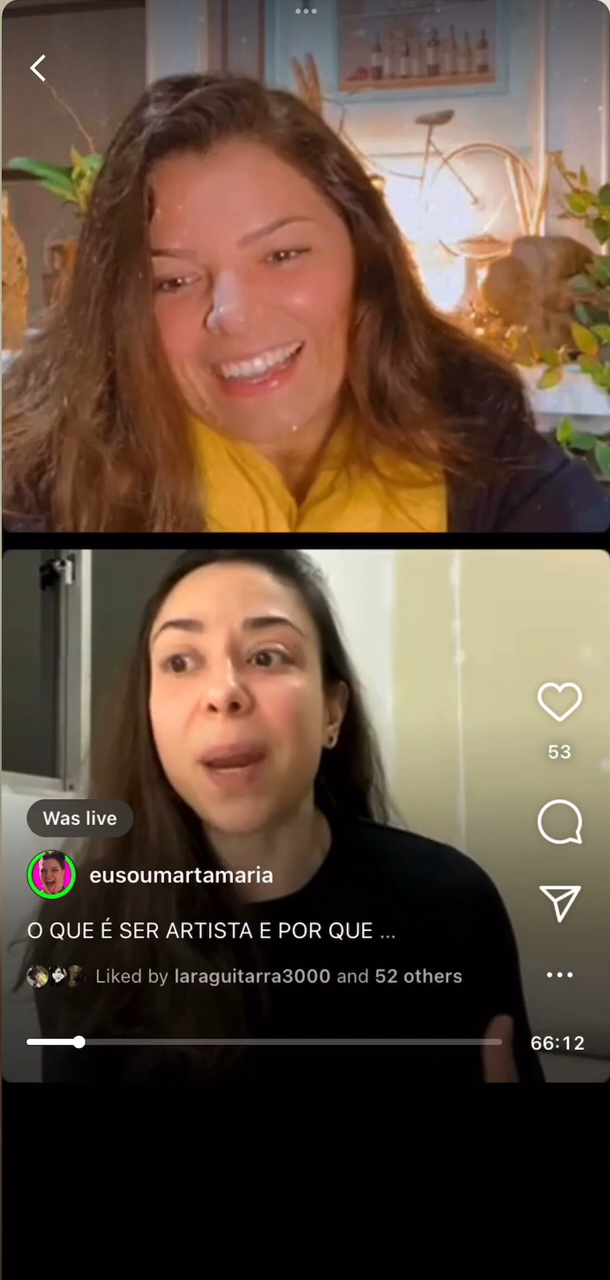 Was live
eusoumartamaria
O QUE É SER ARTISTA E POR QUE ...
Liked by laraguitarra3000 and 52 others
53
66:12